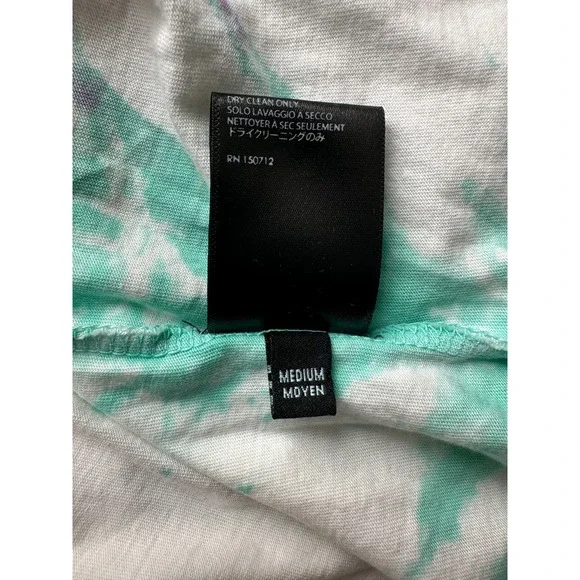 DRY CLEAN ONLY
SOLO LAVAGGIO A SECCO
NETTOYER A SEC SEULEMENT
ドライクリーニングのみ
RN 150712
MEDIUM
MOYEN